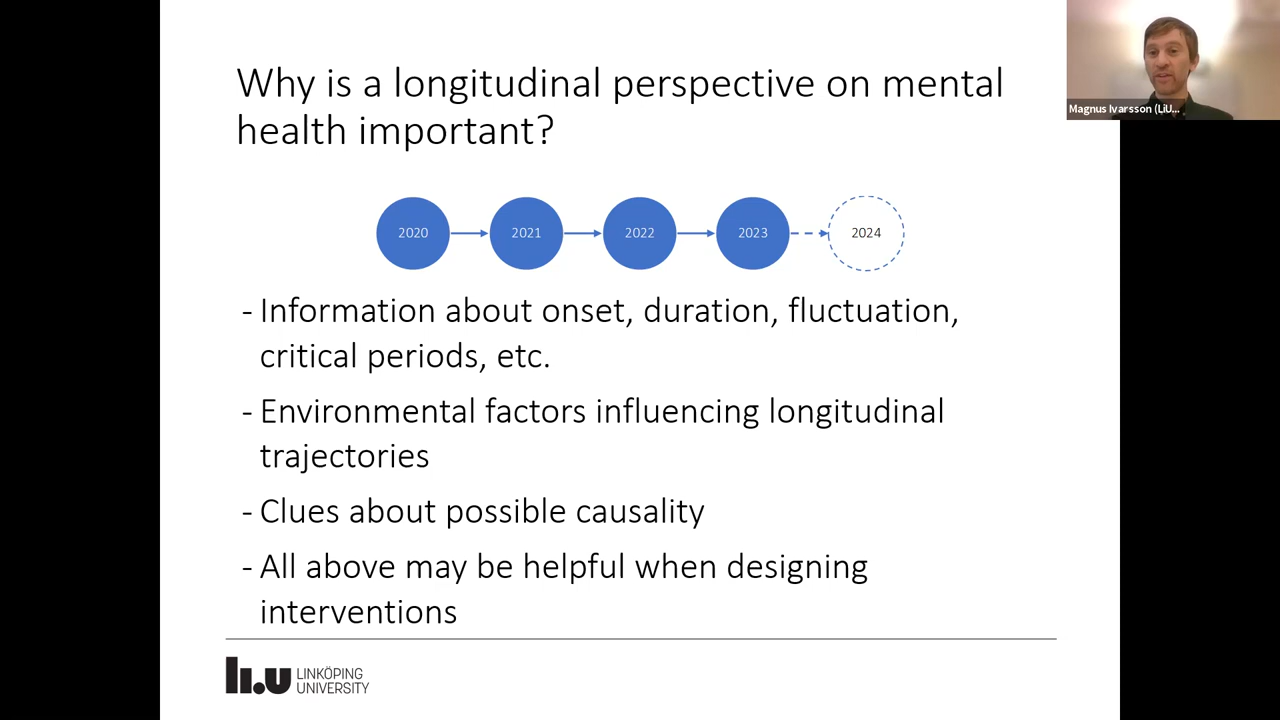 Why is a longitudinal perspective on mental
health important?
Magnus Ivarsson (LiU...
2020
2021
2022
2023
2024
- Information about onset, duration, fluctuation,
critical periods, etc.
- Environmental factors influencing longitudinal
trajectories
- Clues about possible causality
- All above may be helpful when designing
interventions
li.u LINKÖPING
UNIVERSITY